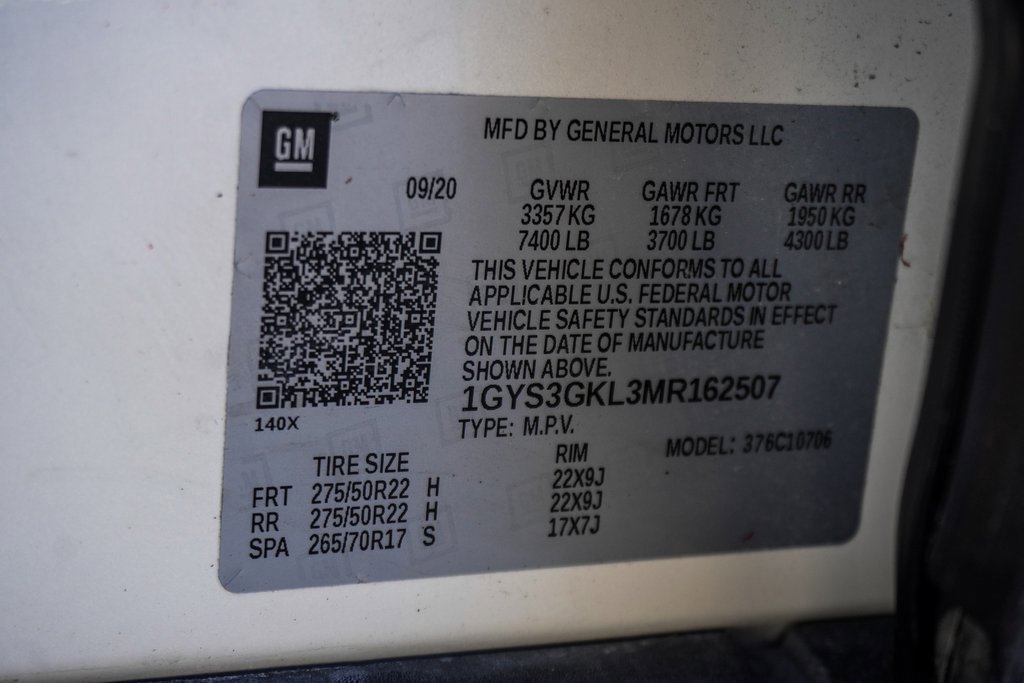 GM
MFD BY GENERAL MOTORS LLC
09/20
GVWR GAWR FRT GAWR RR
3357 KG 1678 KG 1950 KG
7400 LB 3700 LB 4300 LB
THIS VEHICLE CONFORMS TO ALL
APPLICABLE U.S. FEDERAL MOTOR
VEHICLE SAFETY STANDARDS IN EFFECT
ON THE DATE OF MANUFACTURE
SHOWN ABOVE.
1GYS3GKL3MR162507
140X
TYPE: M.P.V. MODEL: 376C10706
TIRE SIZE RIM
FRT 275/50R22 H 22X9J
RR 275/50R22 H 22X9J
SPA 265/70R17 S 17X7J